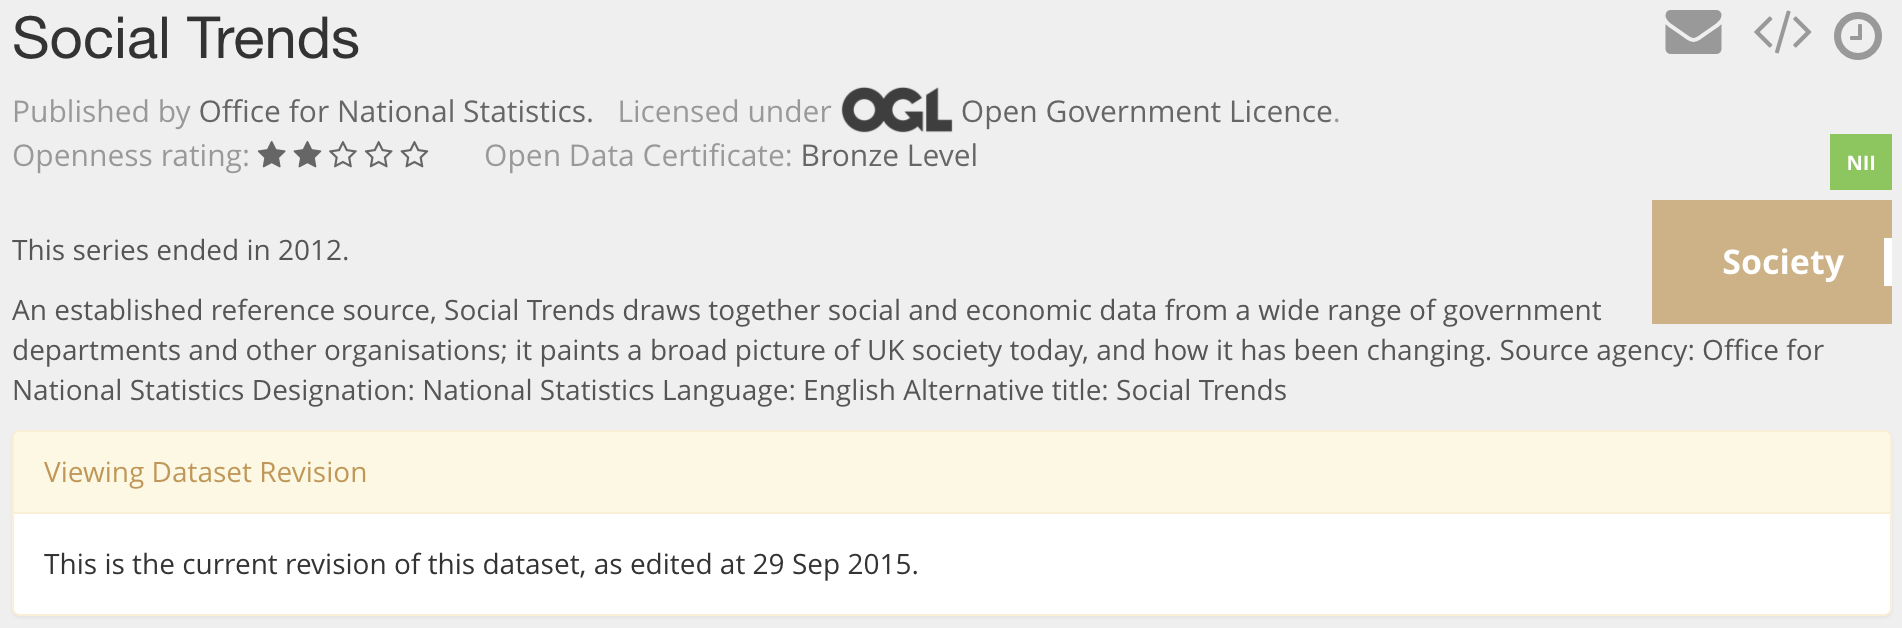 Social Trends
Published by Office for National Statistics. Licensed under OGL Open Government Licence.
Openness rating: Open Data Certificate: Bronze Level
NII
Society
This series ended in 2012.
An established reference source, Social Trends draws together social and economic data from a wide range of government
departments and other organisations; it paints a broad picture of UK society today, and how it has been changing. Source agency: Office for
National Statistics Designation: National Statistics Language: English Alternative title: Social Trends
Viewing Dataset Revision
This is the current revision of this dataset, as edited at 29 Sep 2015.